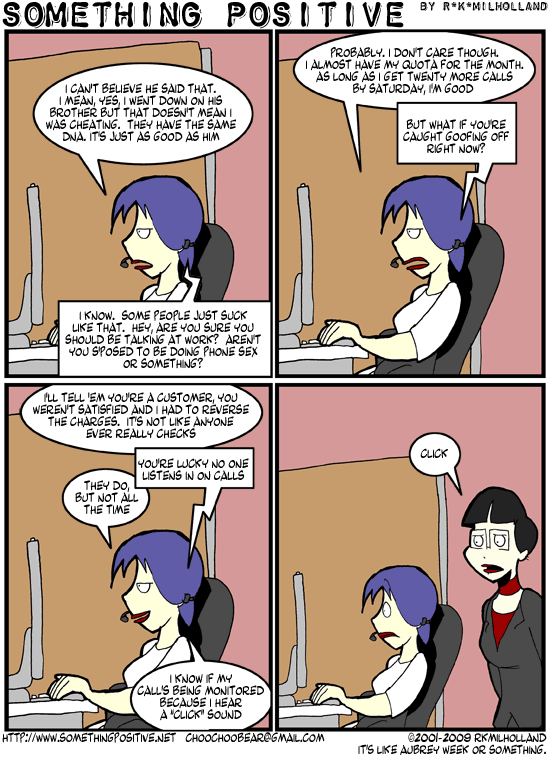 SOMETHING POSITIVE BY R*K*MILHOLLAND
I CAN'T BELIEVE HE SAID THAT.
I MEAN, YES, I WENT DOWN ON HIS
BROTHER BUT THAT DOESN'T MEAN I
WAS CHEATING. THEY HAVE THE SAME
DNA. IT'S JUST AS GOOD AS HIM
I KNOW. SOME PEOPLE JUST SUCK
LIKE THAT. HEY, ARE YOU SURE YOU
SHOULD BE TALKING AT WORK? AREN'T
YOU S'POSED TO BE DOING PHONE SEX
OR SOMETHING?
PROBABLY. I DON'T CARE THOUGH.
I ALMOST HAVE MY QUOTA FOR THE MONTH.
AS LONG AS I GET TWENTY MORE CALLS
BY SATURDAY, I'M GOOD
BUT WHAT IF YOU'RE
CAUGHT GOOFING OFF
RIGHT NOW?
I'LL TELL 'EM YOU'RE A CUSTOMER, YOU
WEREN'T SATISFIED AND I HAD TO REVERSE
THE CHARGES. IT'S NOT LIKE ANYONE
EVER REALLY CHECKS
YOU'RE LUCKY NO ONE
LISTENS IN ON CALLS
THEY DO,
BUT NOT ALL
THE TIME
I KNOW IF MY
CALL'S BEING MONITORED
BECAUSE I HEAR
A "CLICK" SOUND
CLICK
HTTP://WWW.SOMETHINGPOSITIVE.NET CHOOCHOOBEAR@GMAIL.COM ©2001-2009 RKMILHOLLAND
IT'S LIKE AUBREY WEEK OR SOMETHING.